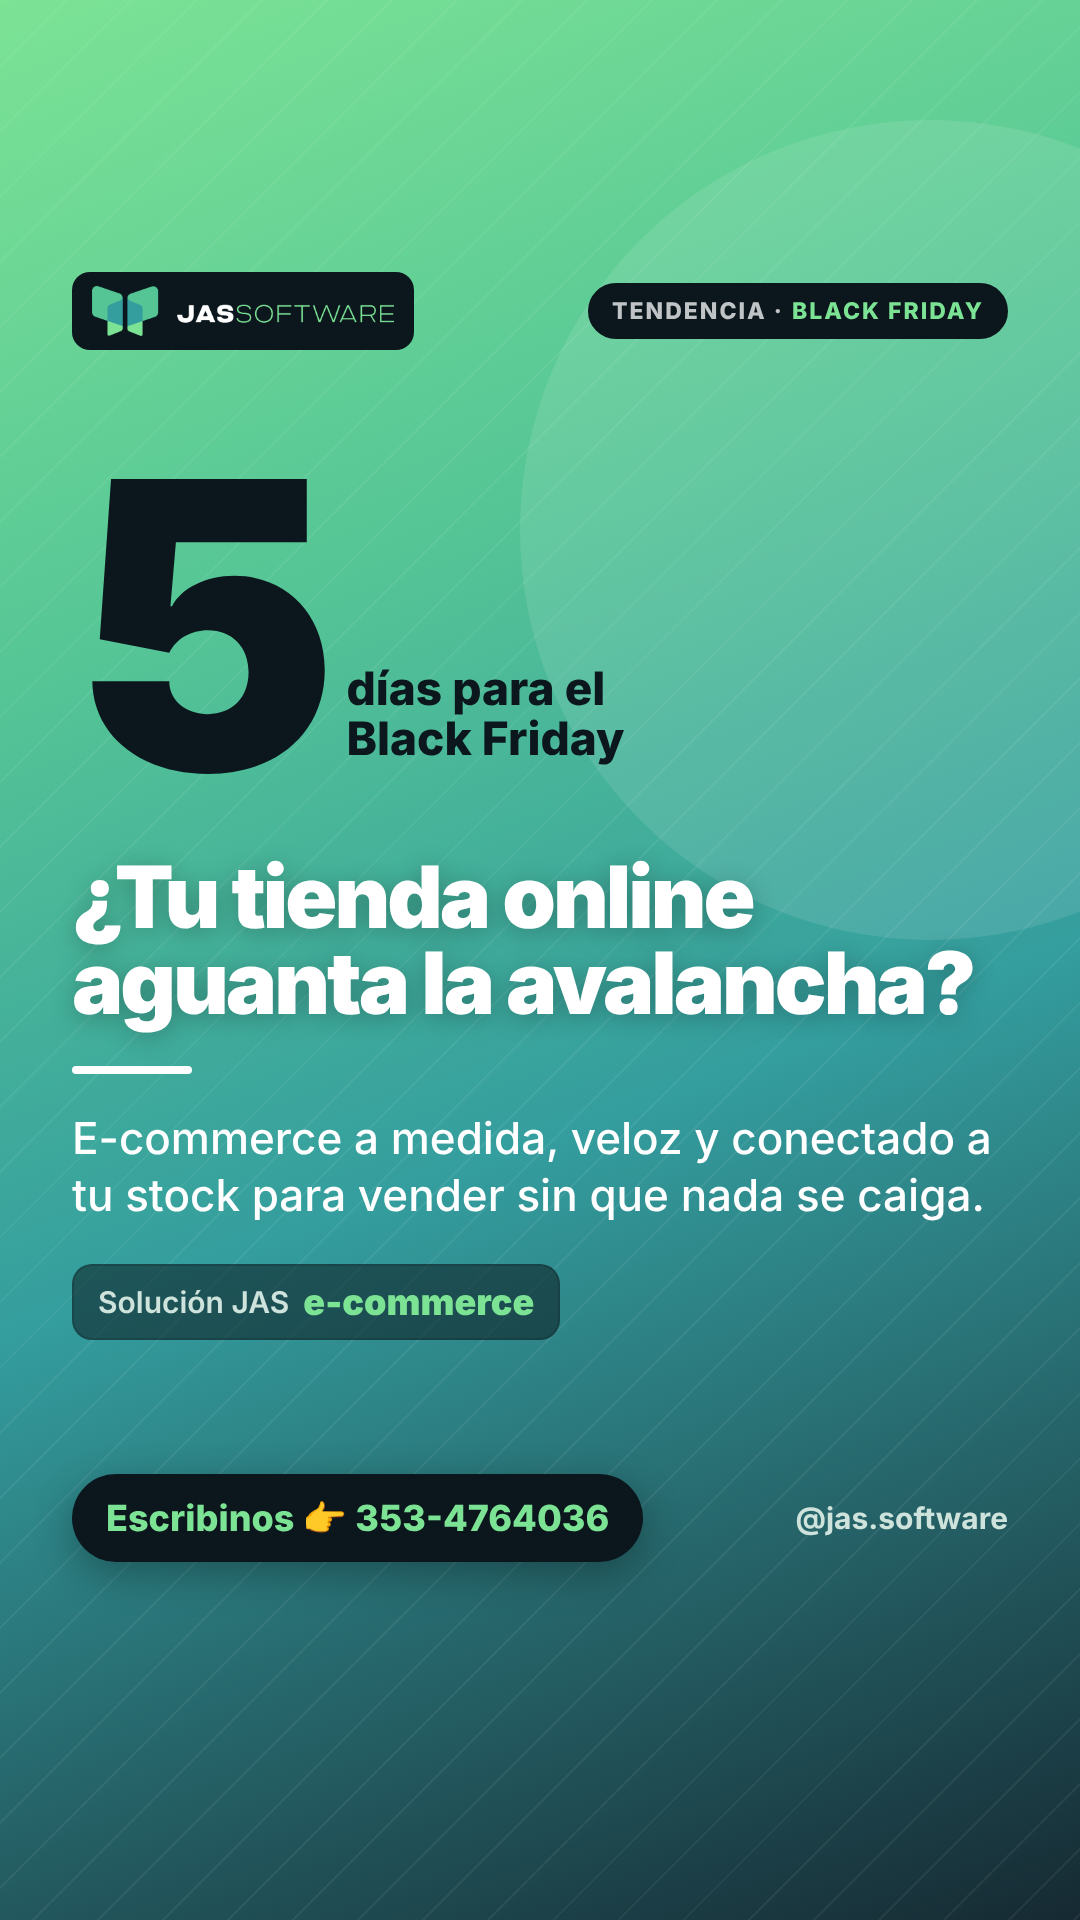 JASSOFTWARE
TENDENCIA · BLACK FRIDAY
5
días para el
Black Friday
¿Tu tienda online
aguanta la avalancha?
E-commerce a medida, veloz y conectado a
tu stock para vender sin que nada se caiga.
Solución JAS e-commerce
Escribinos 👉 353-4764036
@jas.software